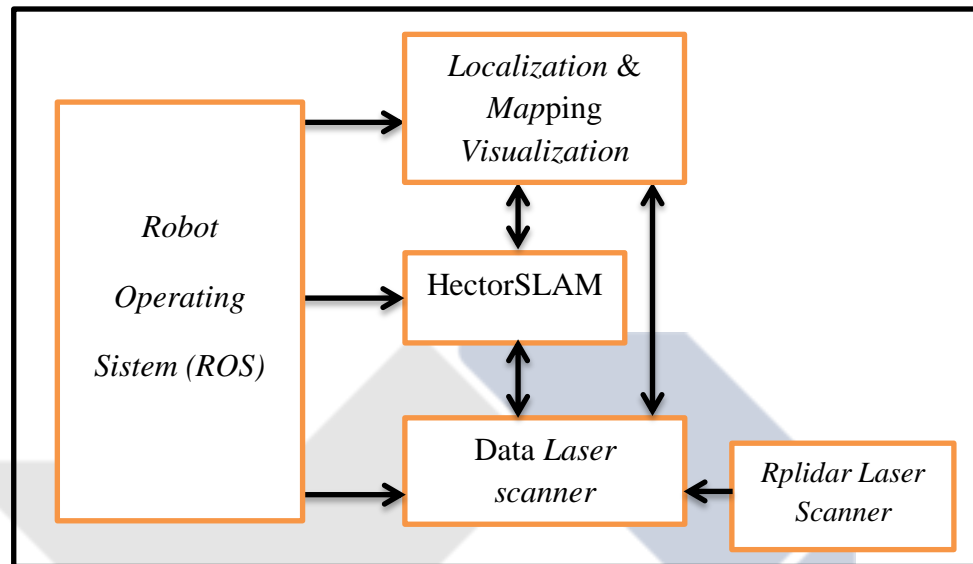 Localization &
Mapping
Visualization
Robot
Operating
Sistem (ROS)
HectorSLAM
Data Laser
scanner
Rplidar Laser
Scanner